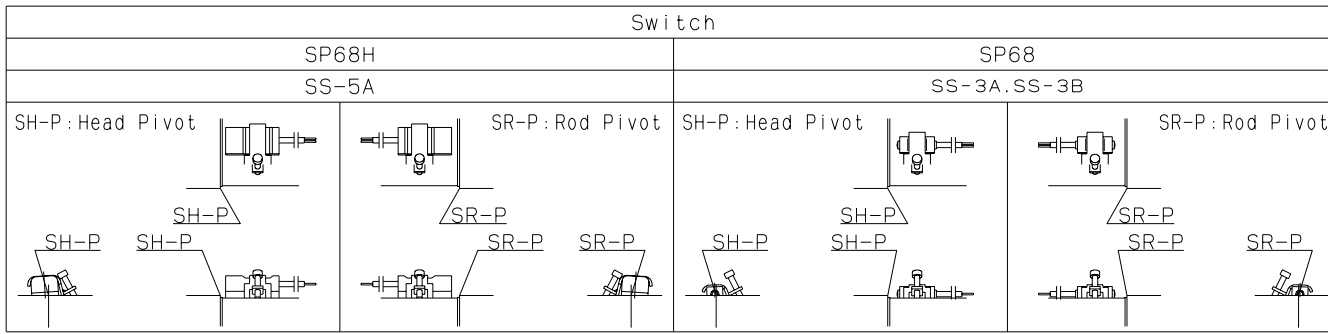 Switch
SP68H SP68
SS-5A SS-3A.SS-3B
SH-P:Head Pivot SR-P:Rod Pivot SH-P:Head Pivot SR-P:Rod Pivot
SH-P SR-P SH-P SR-P
SH-P SH-P SR-P SR-P SH-P SH-P SR-P SR-P